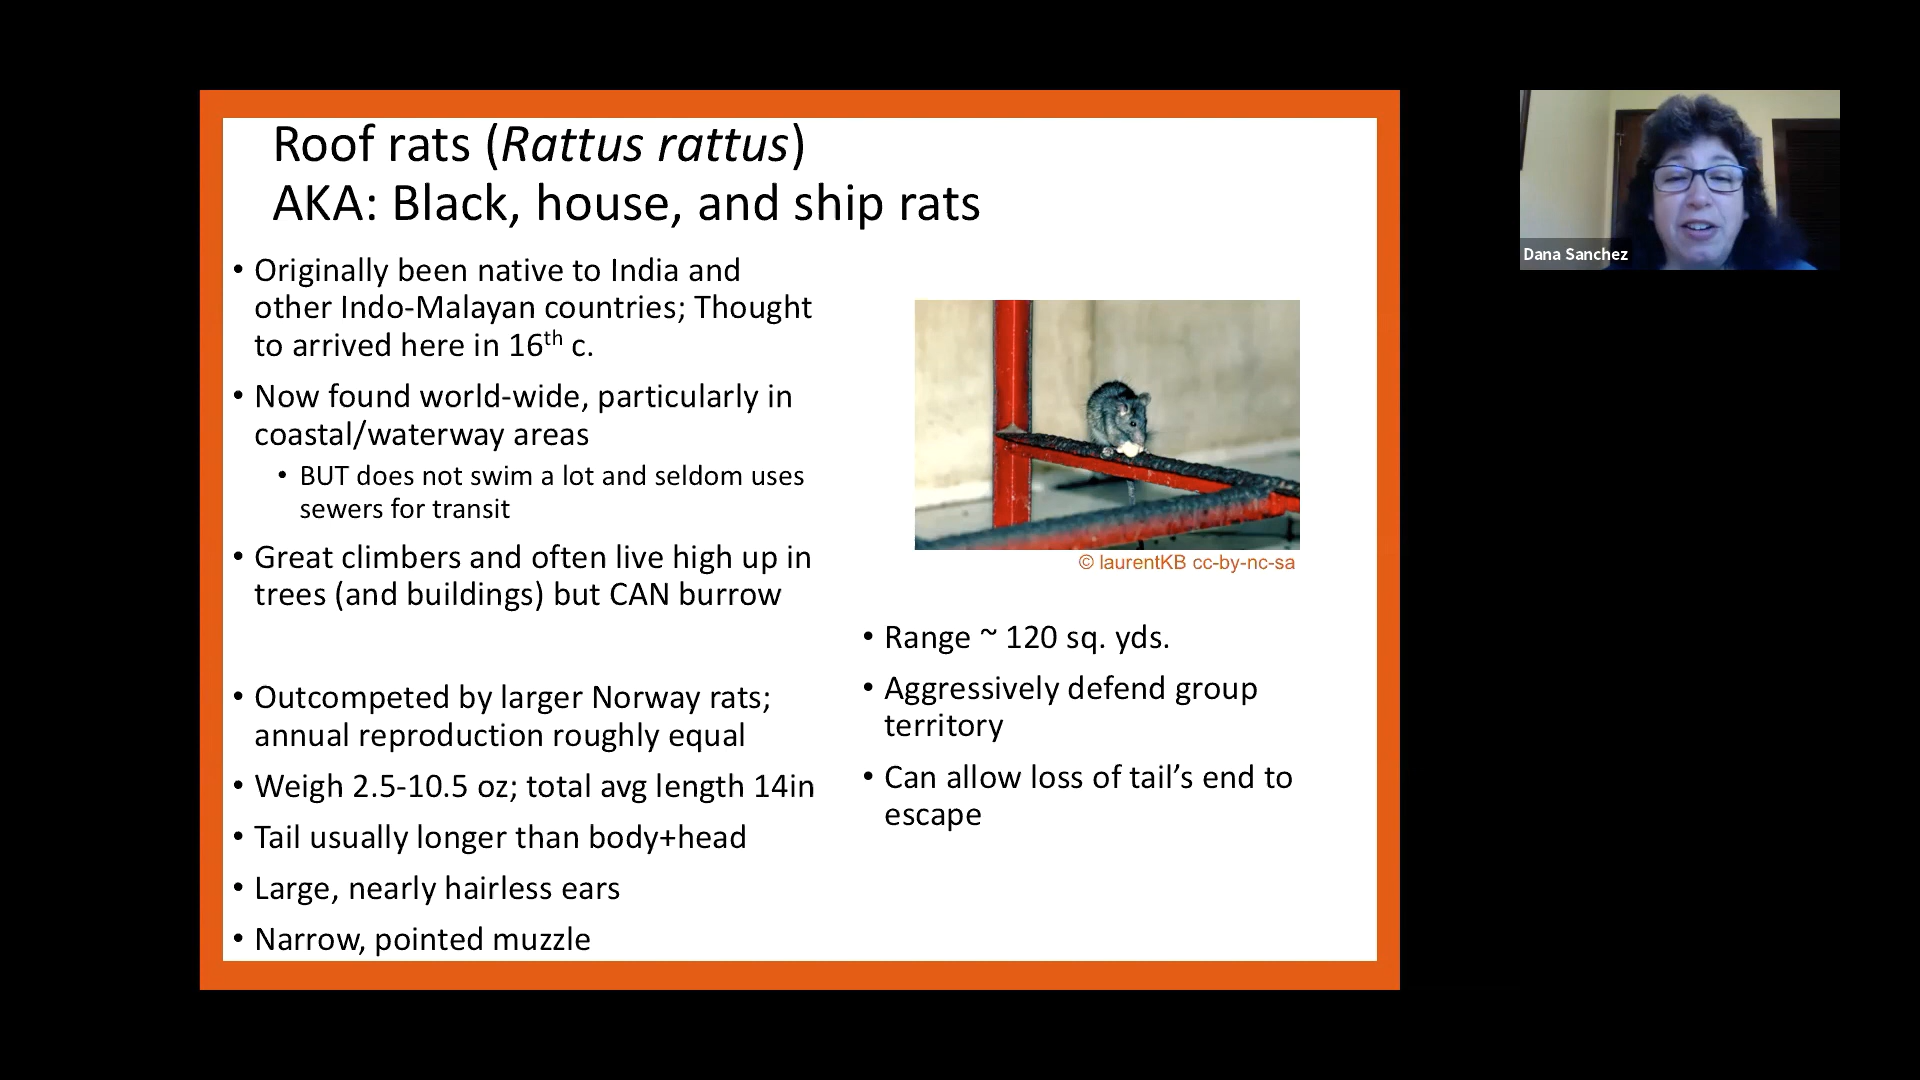 Roof rats (Rattus rattus)
AKA: Black, house, and ship rats
• Originally been native to India and
other Indo-Malayan countries; Thought
to arrived here in 16th c.
• Now found world-wide, particularly in
coastal/waterway areas
• BUT does not swim a lot and seldom uses
sewers for transit
• Great climbers and often live high up in
trees (and buildings) but CAN burrow
• Outcompeted by larger Norway rats;
annual reproduction roughly equal
• Weigh 2.5-10.5 oz; total avg length 14in
• Tail usually longer than body+head
• Large, nearly hairless ears
• Narrow, pointed muzzle
© laurentKB cc-by-nc-sa
• Range ~ 120 sq. yds.
• Aggressively defend group
territory
• Can allow loss of tail’s end to
escape
Dana Sanchez